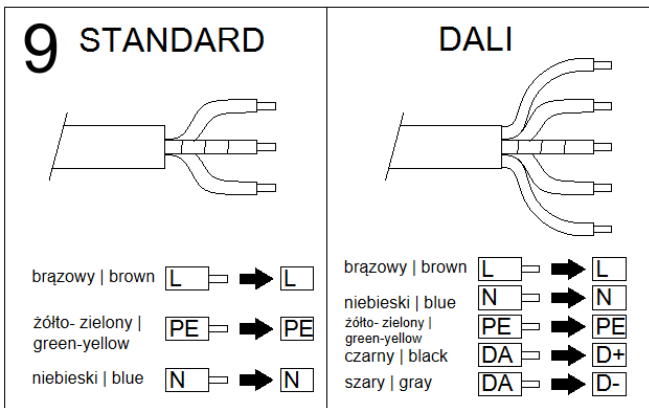 9 STANDARD
brązowy | brown L L
żółto- zielony |
green-yellow PE PE
niebieski | blue N N
DALI
brązowy | brown L L
niebieski | blue N N
żółto- zielony |
green-yellow PE PE
czarny | black DA D+
szary | gray DA D-